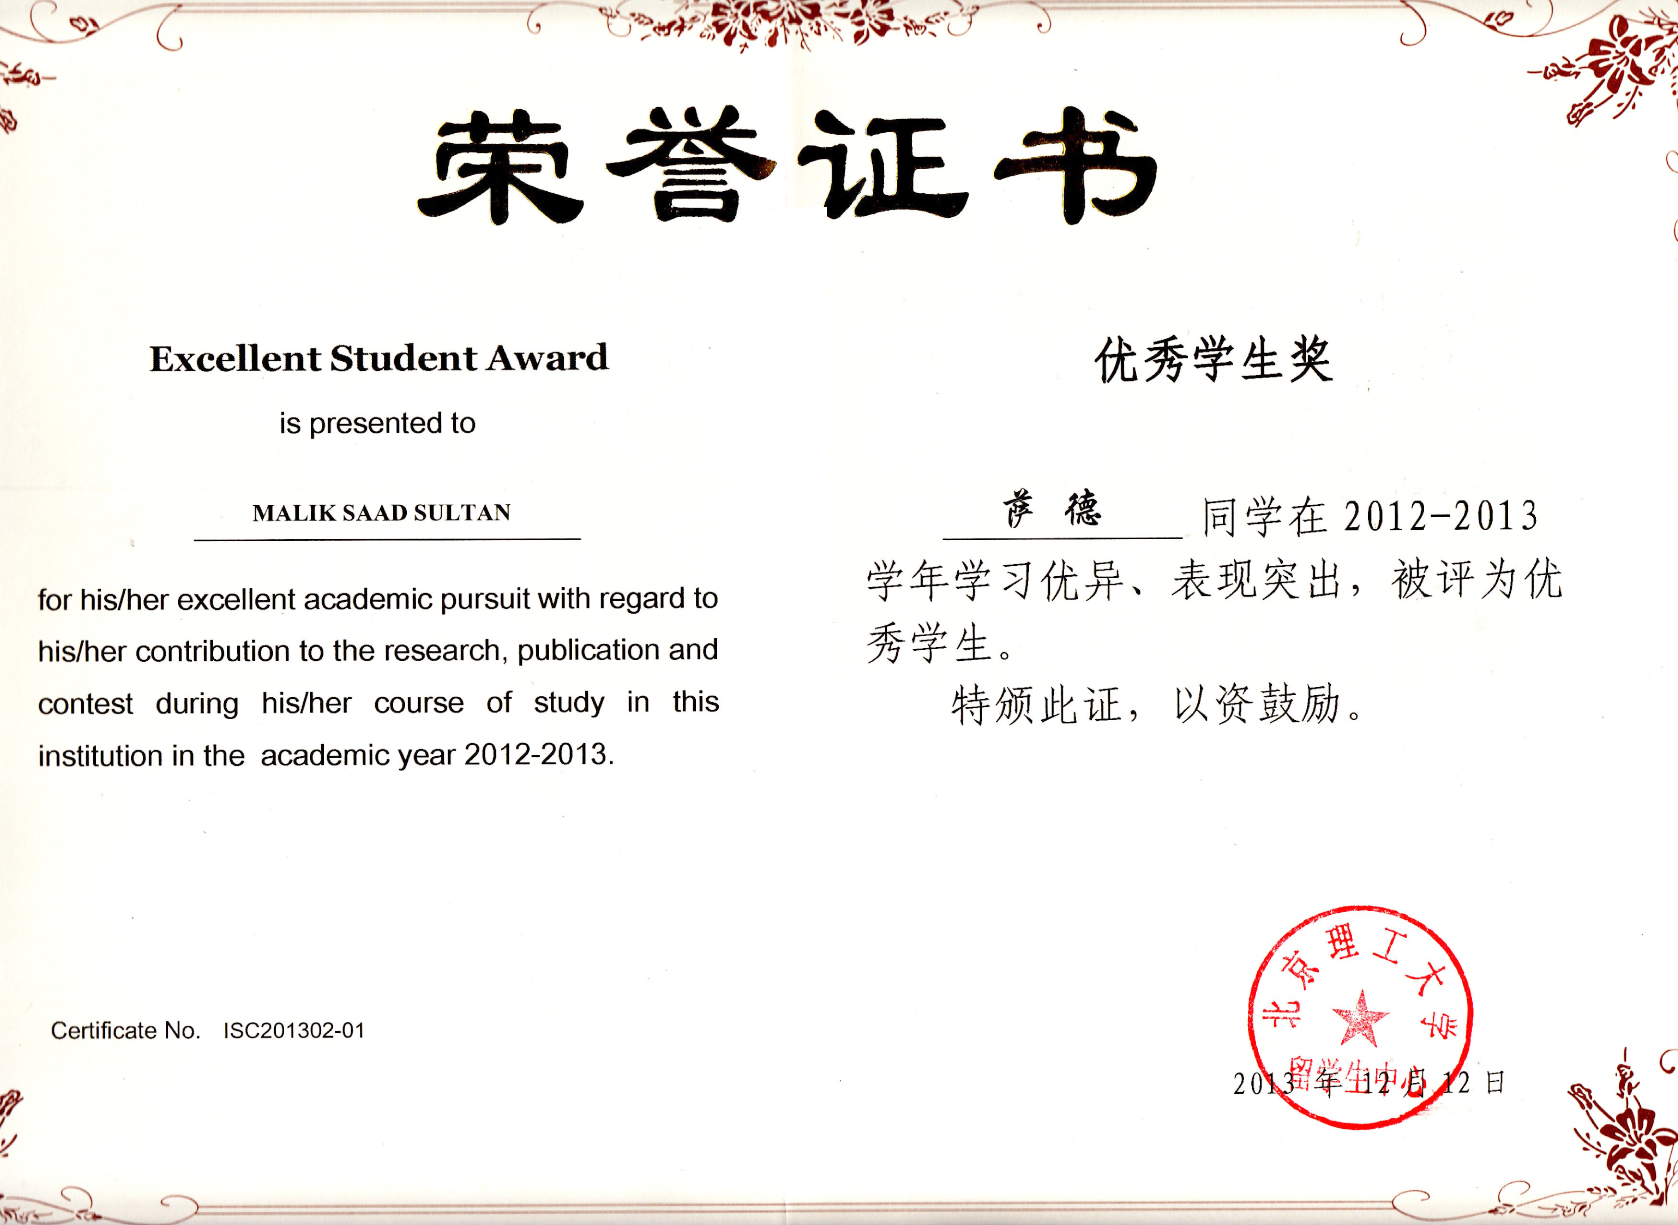 荣誉证书
Excellent Student Award
is presented to
MALIK SAAD SULTAN
for his/her excellent academic pursuit with regard to
his/her contribution to the research, publication and
contest during his/her course of study in this
institution in the academic year 2012-2013.
Certificate No. ISC201302-01
优秀学生奖
萨德 同学在 2012-2013
学年学习优异、表现突出，被评为优
秀学生。
特颁此证，以资鼓励。
北京理工大学
留学生中心
2013 年 12 月 12 日